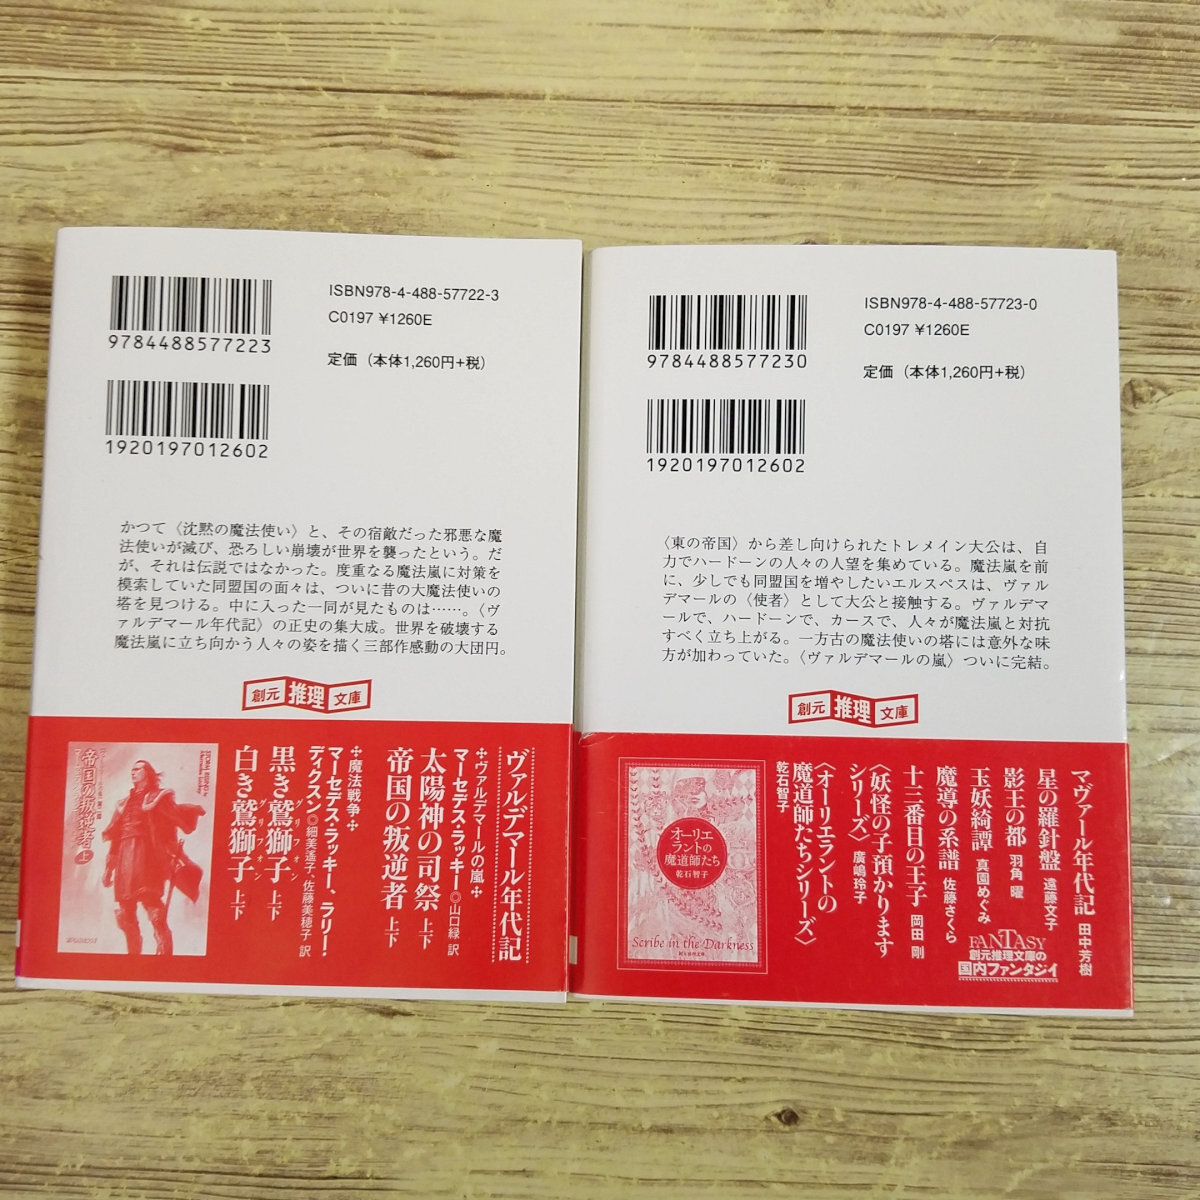 ISBN978-4-488-57722-3
C0197 ¥1260E
定価（本体1,260円+税）
9784488577223
1920197012602
かつて〈沈黙の魔法使い〉と、その宿敵だった邪悪な魔
法使いが滅び、恐ろしい崩壊が世界を襲ったという。だ
が、それは伝説ではなかった。度重なる魔法嵐に対策を
模索していた同盟国の面々は、ついに昔の大魔法使いの
塔を見つける。中に入った一同が見たものは……。〈ヴ
ァルデマール年代記〉の正史の集大成。世界を破壊する
魔法嵐に立ち向かう人々の姿を描く三部作感動の大団円。
創元推理文庫
ヴァルデマール年代記
✣ヴァルデマールの嵐✣
マーセデス・ラッキー◎山口緑 訳
太陽神の司祭 上下
帝国の叛逆者 上下
✣魔法戦争✣
マーセデス・ラッキー、ラリー・
ディクスン◎細美遙子、佐藤美穂子 訳
黒き鷲獅子 上下
グリフォン
白き鷲獅子 上下
グリフォン
帝国の叛逆者 上
ISBN978-4-488-57723-0
C0197 ¥1260E
定価（本体1,260円+税）
9784488577230
1920197012602
〈東の帝国〉から差し向けられたトレメイン大公は、自
力でハードーンの人々の人望を集めている。魔法嵐を前
に、少しでも同盟国を増やしたいエルスペスは、ヴァル
デマールの〈使者〉として大公と接触する。ヴァルデマ
ールで、ハードーンで、カースで、人々が魔法嵐と対抗
すべく立ち上がる。一方古の魔法使いの塔には意外な味
方が加わっていた。〈ヴァルデマールの嵐〉ついに完結。
創元推理文庫
マヴァール年代記 田中芳樹
星の羅針盤 遠藤文子
影王の都 羽角 曜
玉妖綺譚 真園めぐみ
魔導の系譜 佐藤さくら
十三番目の王子 岡田 剛
〈妖怪の子預かります
シリーズ〉 廣嶋玲子
〈オーリエラントの
魔道師たちシリーズ〉
乾石智子
FANTASY
創元推理文庫の
国内ファンタジイ
オーリエ
ラントの
魔道師たち
乾石智子
Scribe in the Darkness
創元推理文庫